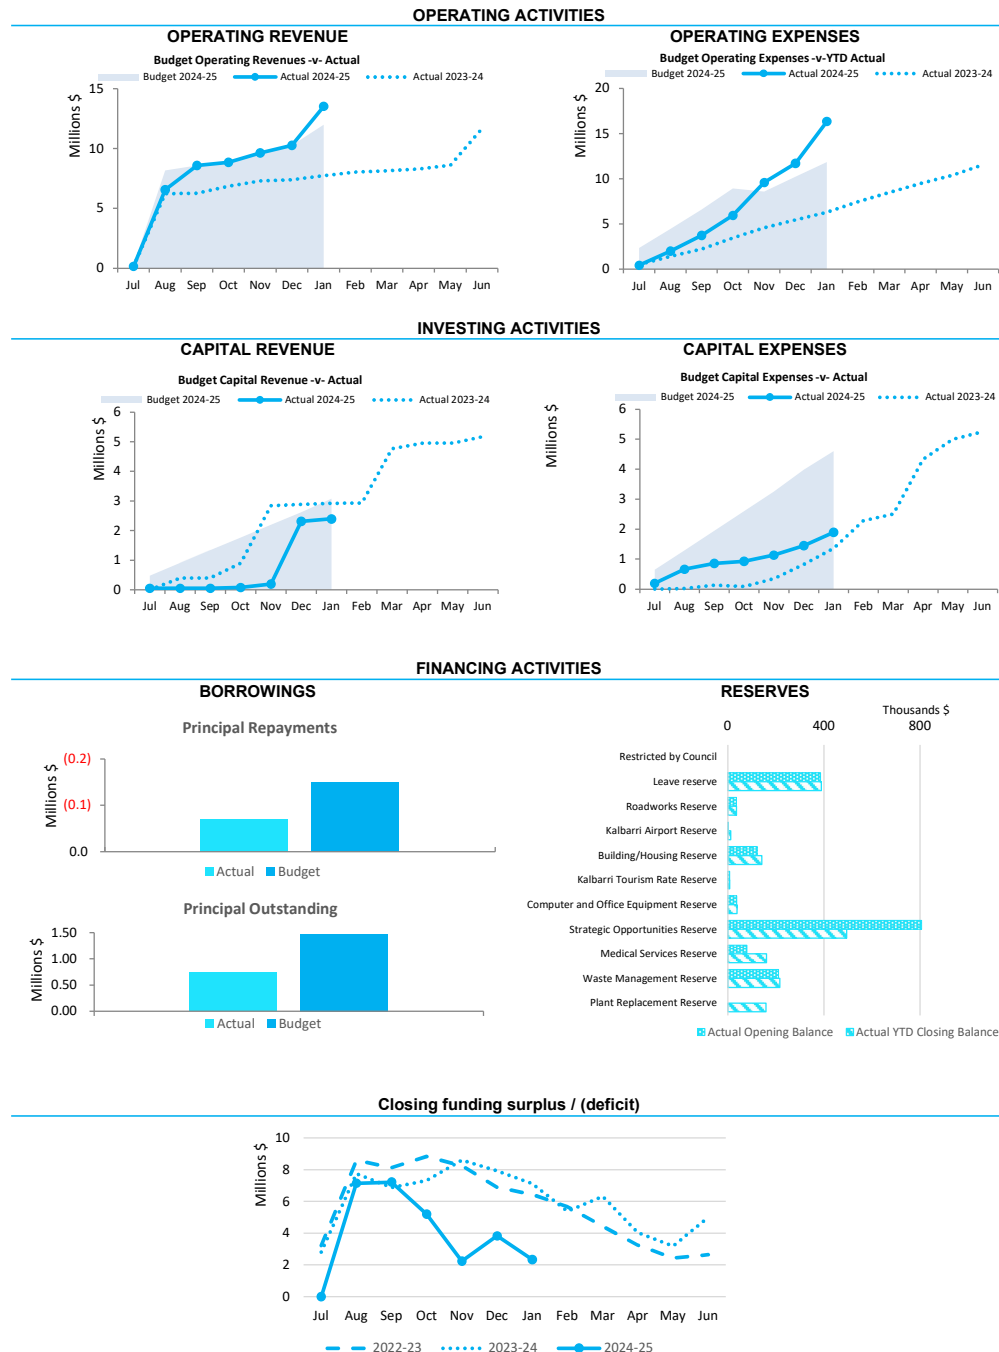 OPERATING ACTIVITIES
OPERATING REVENUE
Budget Operating Revenues -v- Actual
Budget 2024-25 Actual 2024-25 Actual 2023-24
Millions $
15
10
5
0
Jul Aug Sep Oct Nov Dec Jan Feb Mar Apr May Jun
OPERATING EXPENSES
Budget Operating Expenses -v-YTD Actual
Budget 2024-25 Actual 2024-25 Actual 2023-24
Millions $
20
15
10
5
0
Jul Aug Sep Oct Nov Dec Jan Feb Mar Apr May Jun
INVESTING ACTIVITIES
CAPITAL REVENUE
Budget Capital Revenue -v- Actual
Budget 2024-25 Actual 2024-25 Actual 2023-24
Millions $
6
5
4
3
2
1
0
Jul Aug Sep Oct Nov Dec Jan Feb Mar Apr May Jun
CAPITAL EXPENSES
Budget Capital Expenses -v- Actual
Budget 2024-25 Actual 2024-25 Actual 2023-24
Millions $
6
5
4
3
2
1
0
Jul Aug Sep Oct Nov Dec Jan Feb Mar Apr May Jun
FINANCING ACTIVITIES
BORROWINGS
Principal Repayments
Millions $
(0.2)
(0.1)
0.0
Actual Budget
Principal Outstanding
Millions $
1.50
1.00
0.50
0.00
Actual Budget
RESERVES
Thousands $
0 400 800
Restricted by Council
Leave reserve
Roadworks Reserve
Kalbarri Airport Reserve
Building/Housing Reserve
Kalbarri Tourism Rate Reserve
Computer and Office Equipment Reserve
Strategic Opportunities Reserve
Medical Services Reserve
Waste Management Reserve
Plant Replacement Reserve
Actual Opening Balance Actual YTD Closing Balance
Closing funding surplus / (deficit)
Millions $
10
8
6
4
2
0
Jul Aug Sep Oct Nov Dec Jan Feb Mar Apr May Jun
2022-23 2023-24 2024-25